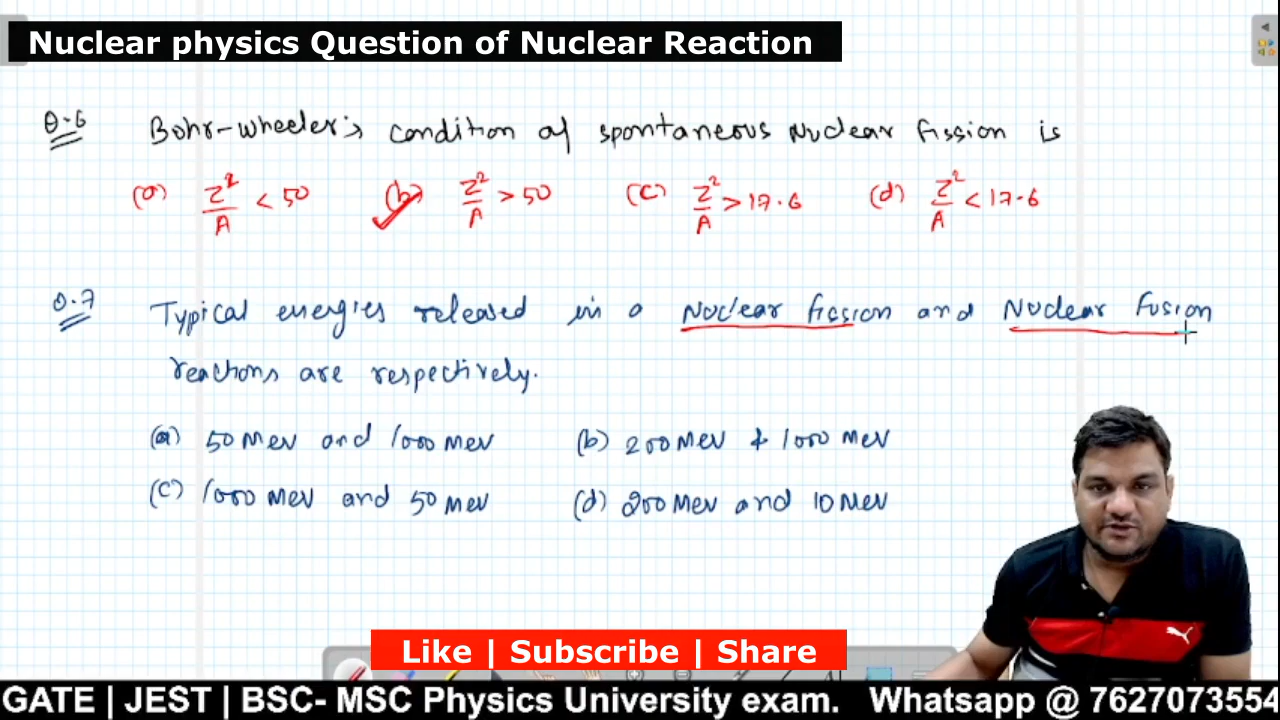 Nuclear physics Question of Nuclear Reaction
Q.6 Bohr-wheeler's condition of spontaneous Nuclear fission is
(a) Z²/A < 50 (b) Z²/A > 50 (c) Z²/A > 17.6 (d) Z²/A < 17.6
Q.7 Typical energies released in a Nuclear fission and Nuclear Fusion
reactions are respectively.
(a) 50 MeV and 1000 MeV (b) 200 MeV & 1000 MeV
(c) 1000 MeV and 50 MeV (d) 200 MeV and 10 MeV
Like | Subscribe | Share
GATE | JEST | BSC- MSC Physics University exam. Whatsapp @ 7627073554